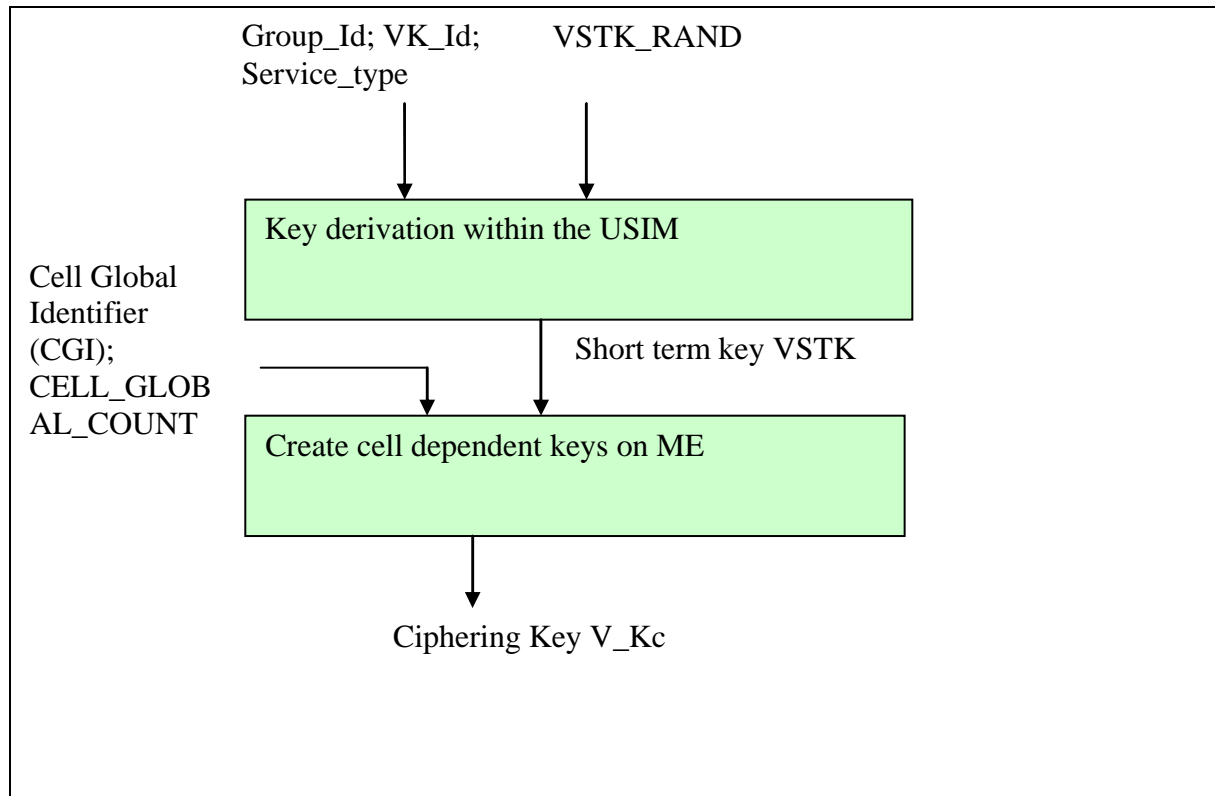 Group_Id; VK_Id;
Service_type
VSTK_RAND
Key derivation within the USIM
Cell Global
Identifier
(CGI);
CELL_GLOB
AL_COUNT
Short term key VSTK
Create cell dependent keys on ME
Ciphering Key V_Kc